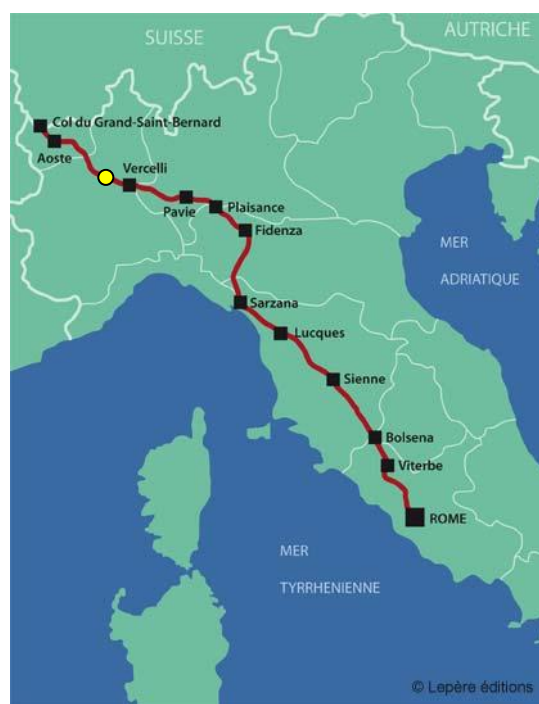 SUISSE
AUTRICHE
Col du Grand-Saint-Bernard
Aoste
Vercelli
Pavie
Plaisance
Fidenza
MER
ADRIATIQUE
Sarzana
Lucques
Sienne
Bolsena
Viterbe
ROME
MER
TYRRHENIENNE
© Lepère éditions